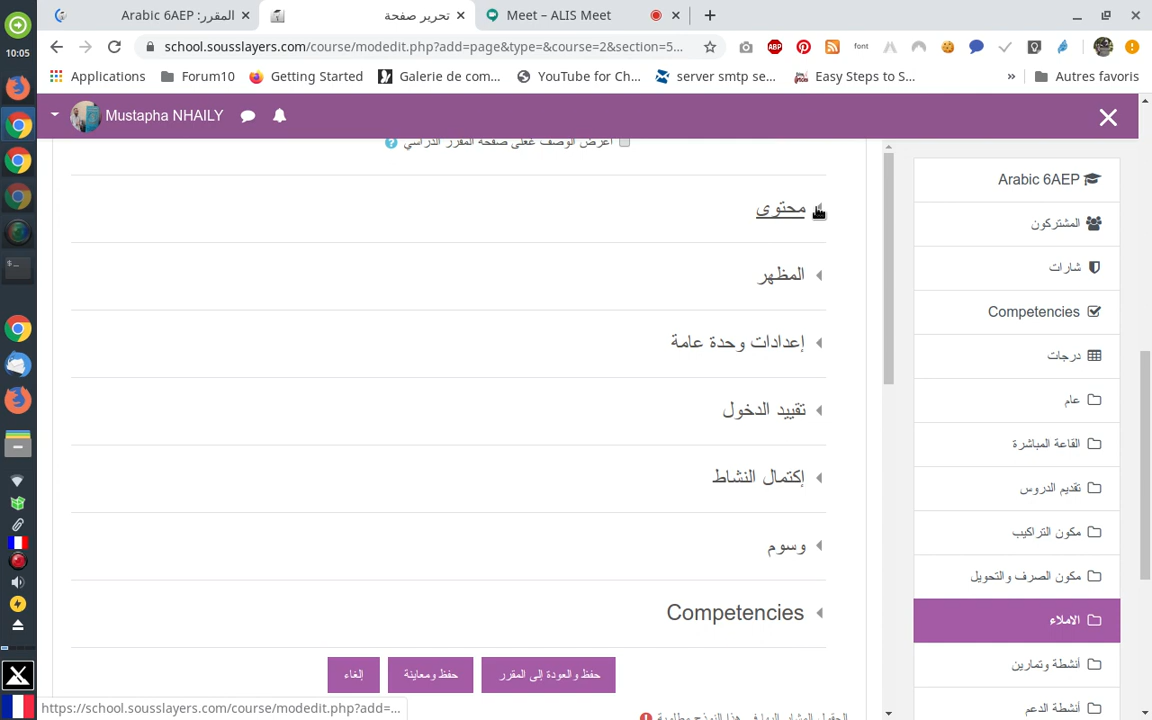 10:05
المقرر: Arabic 6AEP
تحرير صفحة
Meet – ALIS Meet
school.sousslayers.com/course/modedit.php?add=page&type=&course=2&section=5...
ABP
font
Applications
Forum10
Getting Started
Galerie de com...
YouTube for Ch...
server smtp se...
Easy Steps to S...
»
Autres favoris
Mustapha NHAILY
محتوى
المظهر
إعدادات وحدة عامة
تقييد الدخول
إكتمال النشاط
وسوم
Competencies
حفظ والعودة إلى المقرر
حفظ ومعاينة
إلغاء
Arabic 6AEP
المشتركون
شارات
Competencies
درجات
عام
القاعة المباشرة
تقديم الدروس
مكون التراكيب
مكون الصرف والتحويل
الاملاء
أنشطة وتمارين
أنشطة الدعم
https://school.sousslayers.com/course/modedit.php?add=...